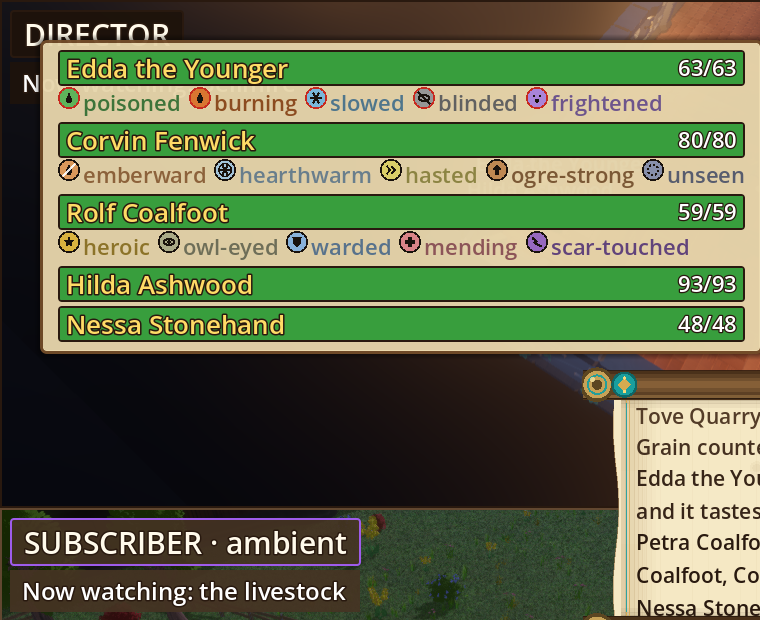 DIRECTOR
Edda the Younger 63/63
poisoned burning slowed blinded frightened
Corvin Fenwick 80/80
emberward hearthwarm hasted ogre-strong unseen
Rolf Coalfoot 59/59
heroic owl-eyed warded mending scar-touched
Hilda Ashwood 93/93
Nessa Stonehand 48/48
Tove Quarry
Grain counte
Edda the You
and it tastes
Petra Coalfo
Coalfoot, Co
Nessa Stone
SUBSCRIBER · ambient
Now watching: the livestock